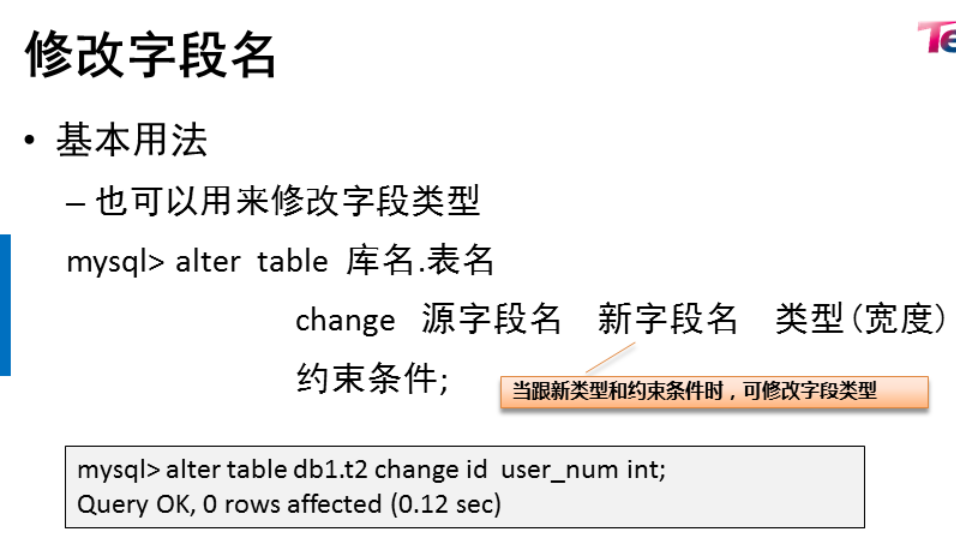 修改字段名
Te
• 基本用法
– 也可以用来修改字段类型
mysql> alter table 库名.表名
change 源字段名 新字段名 类型(宽度)
约束条件;
当跟新类型和约束条件时，可修改字段类型
mysql> alter table db1.t2 change id user_num int;
Query OK, 0 rows affected (0.12 sec)